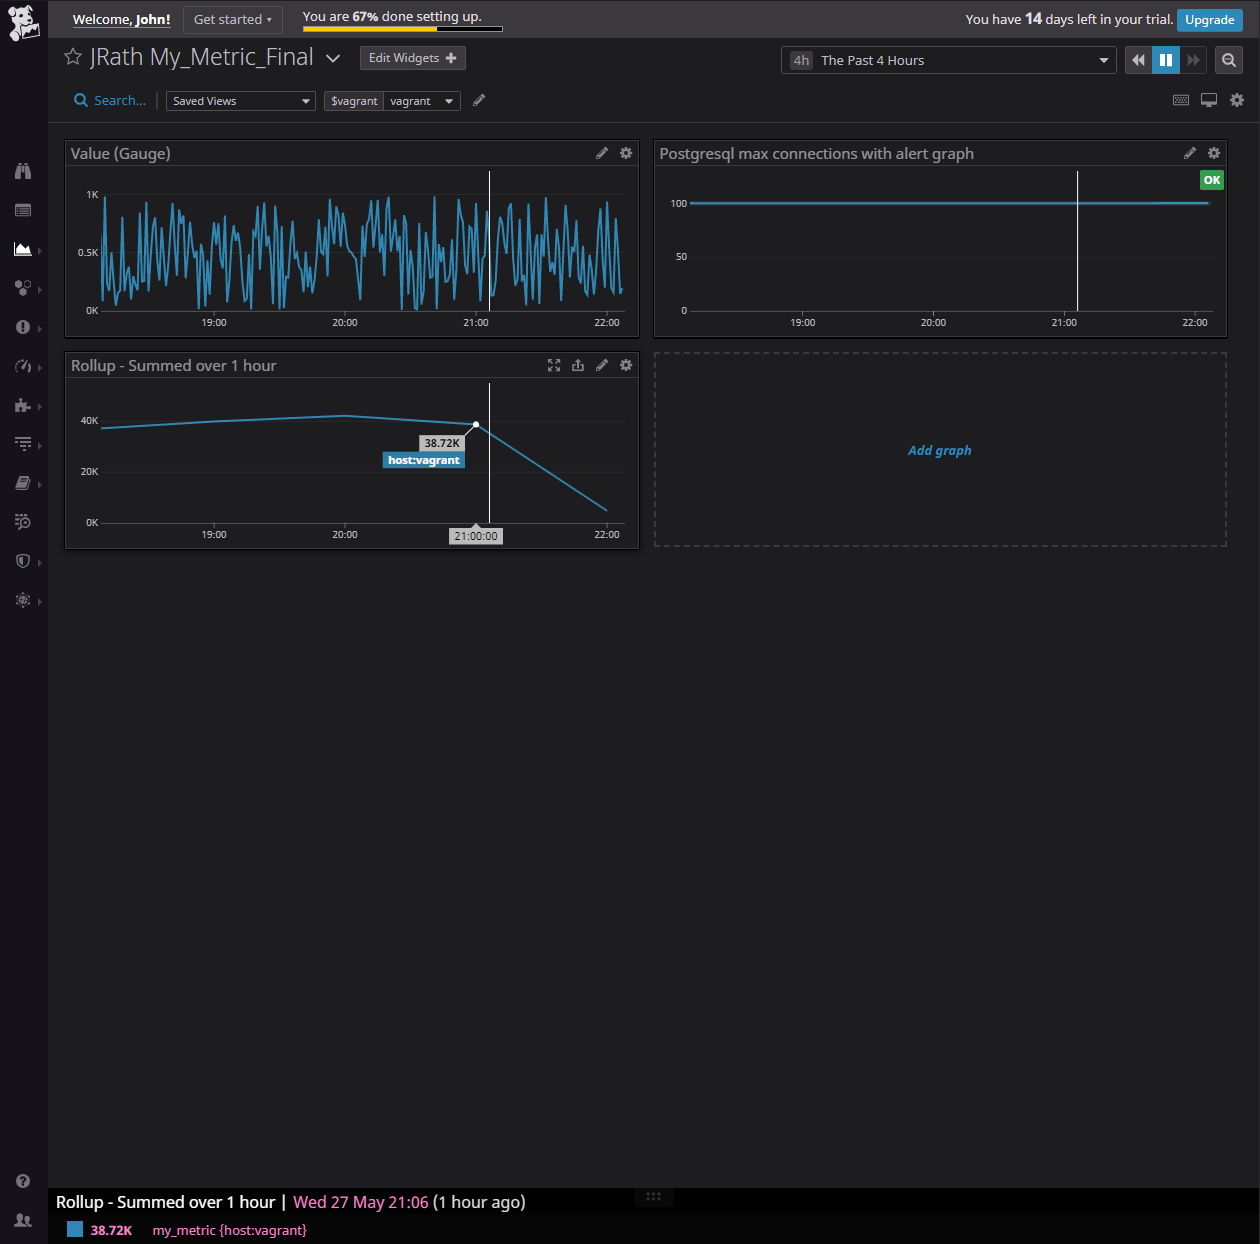 Welcome, John!
Get started
You are 67% done setting up.
You have 14 days left in your trial.
Upgrade
JRath My_Metric_Final
Edit Widgets
4h The Past 4 Hours
Search...
Saved Views
$vagrant vagrant
Value (Gauge)
1K
0.5K
0K
19:00 20:00 21:00 22:00
Postgresql max connections with alert graph
OK
100
50
0
19:00 20:00 21:00 22:00
Rollup - Summed over 1 hour
40K
20K
0K
38.72K
host:vagrant
19:00 20:00 21:00:00 22:00
Add graph
Rollup - Summed over 1 hour | Wed 27 May 21:06 (1 hour ago)
38.72K my_metric {host:vagrant}